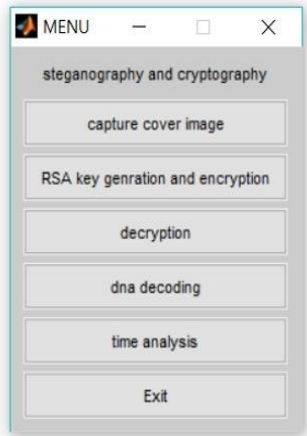 MENU
steganography and cryptography
capture cover image
RSA key genration and encryption
decryption
dna decoding
time analysis
Exit